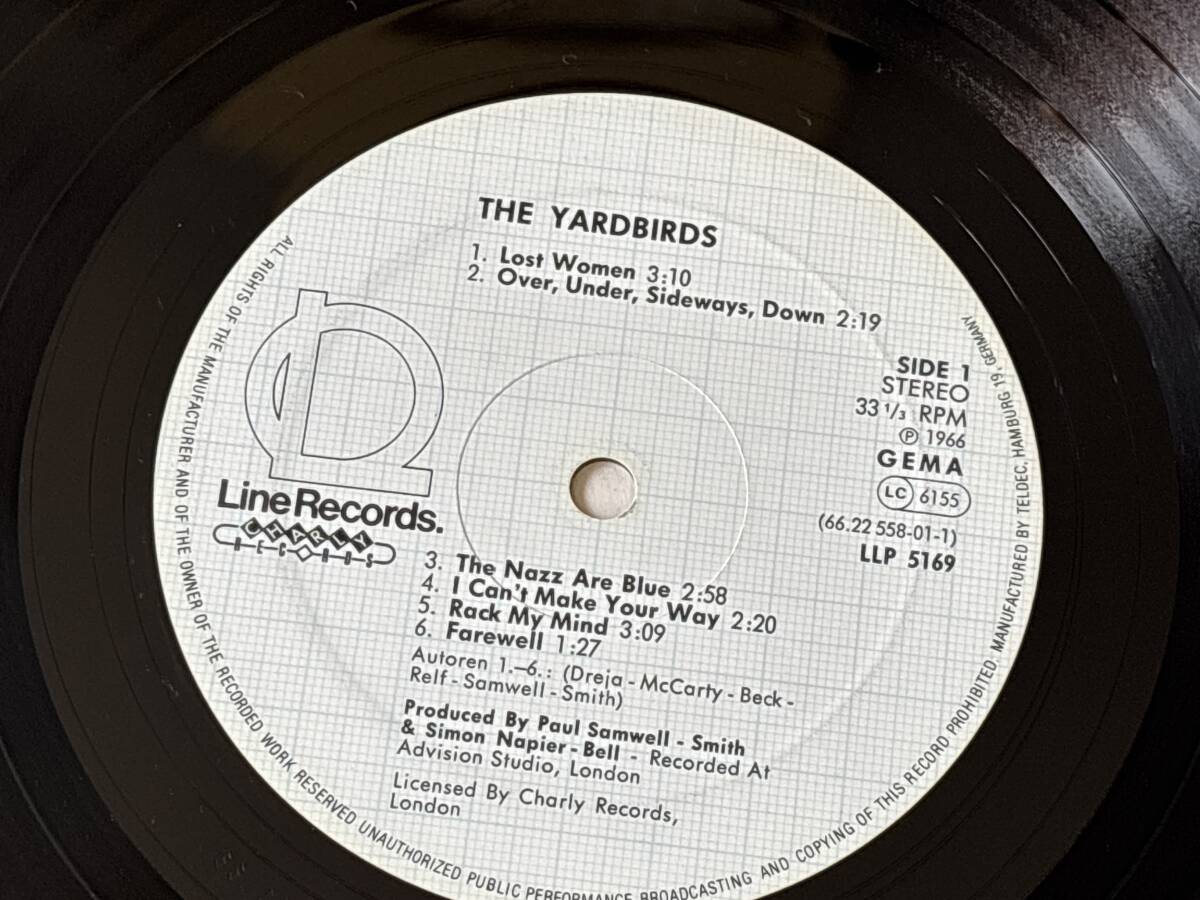 THE YARDBIRDS
1. Lost Women 3:10
2. Over, Under, Sideways, Down 2:19
SIDE 1
STEREO
33 1/3 RPM
℗ 1966
GEMA
LC 6155
(66.22 558-01-1)
LLP 5169
Line Records.
CHARLY
RECORDS
3. The Nazz Are Blue 2:58
4. I Can't Make Your Way 2:20
5. Rack My Mind 3:09
6. Farewell 1:27
Autoren 1.–6.: (Dreja - McCarty - Beck -
Relf - Samwell - Smith)
Produced By Paul Samwell - Smith
& Simon Napier - Bell - Recorded At
Advision Studio, London
Licensed By Charly Records,
London
ALL RIGHTS OF THE MANUFACTURER AND OF THE OWNER OF THE RECORDED WORK RESERVED UNAUTHORIZED PUBLIC PERFORMANCE BROADCASTING AND COPYING OF THIS RECORD PROHIBITED. MANUFACTURED BY TELDEC, HAMBURG 19, GERMANY